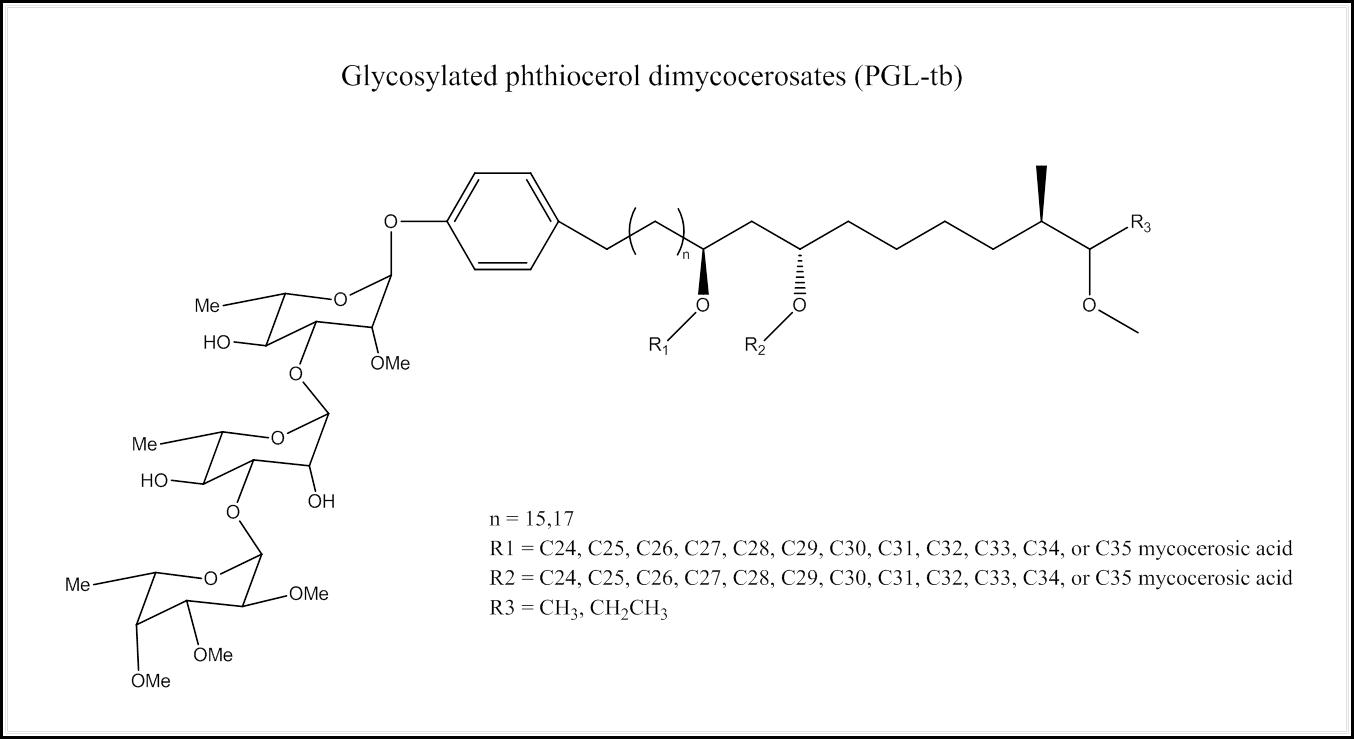 Glycosylated phthiocerol dimycocerosates (PGL-tb)
O
R3
n
Me
O
O
O
O
HO
OMe
R1
R2
O
Me
O
HO
OH
O
Me
O
OMe
OMe
OMe
n = 15,17
R1 = C24, C25, C26, C27, C28, C29, C30, C31, C32, C33, C34, or C35 mycocerosic acid
R2 = C24, C25, C26, C27, C28, C29, C30, C31, C32, C33, C34, or C35 mycocerosic acid
R3 = CH3, CH2CH3